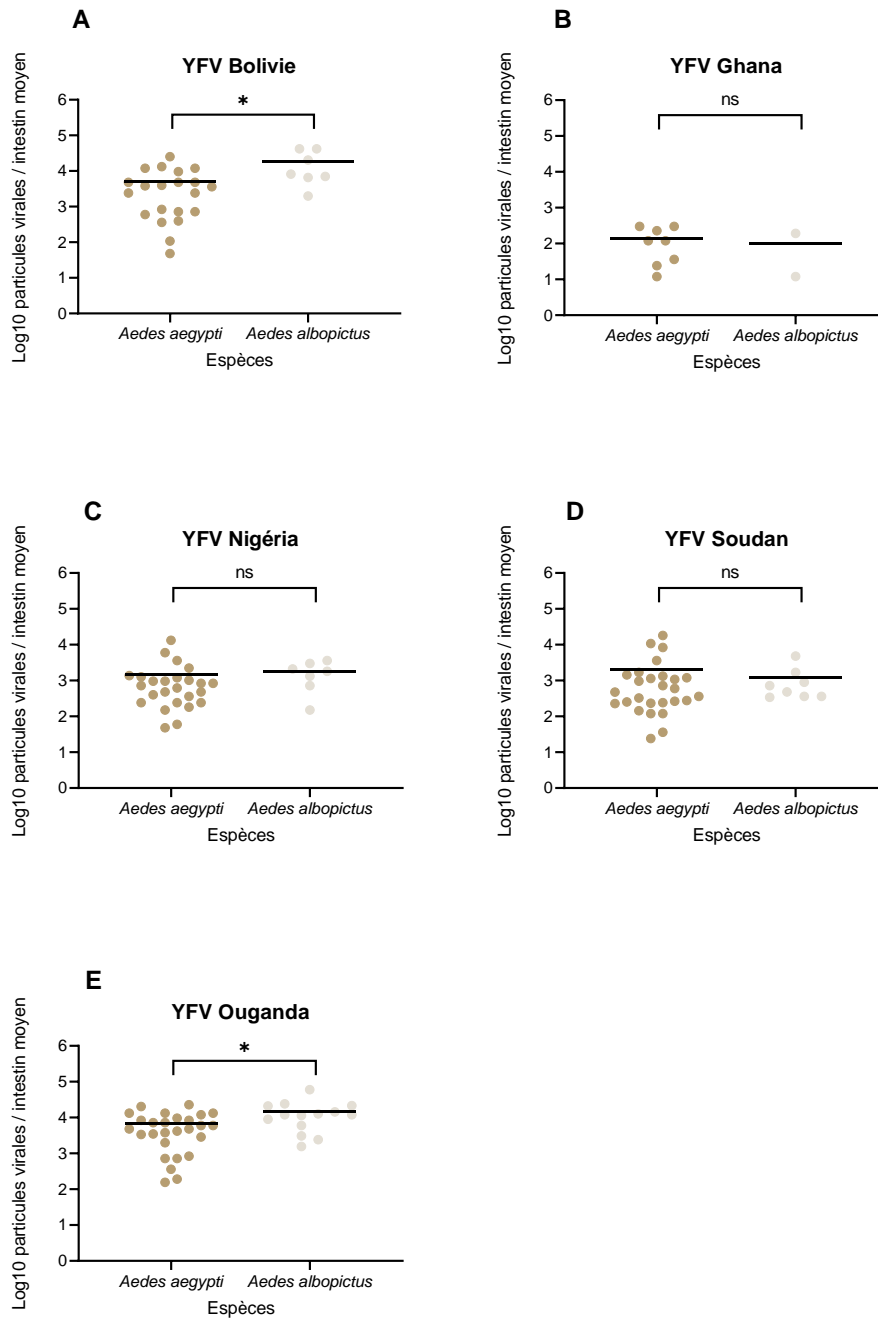 A
YFV Bolivie
*
Log10 particules virales / intestin moyen
6
5
4
3
2
1
0
Aedes aegypti Aedes albopictus
Espèces
B
YFV Ghana
ns
Log10 particules virales / intestin moyen
6
5
4
3
2
1
0
Aedes aegypti Aedes albopictus
Espèces
C
YFV Nigéria
ns
Log10 particules virales / intestin moyen
6
5
4
3
2
1
0
Aedes aegypti Aedes albopictus
Espèces
D
YFV Soudan
ns
Log10 particules virales / intestin moyen
6
5
4
3
2
1
0
Aedes aegypti Aedes albopictus
Espèces
E
YFV Ouganda
*
Log10 particules virales / intestin moyen
6
5
4
3
2
1
0
Aedes aegypti Aedes albopictus
Espèces